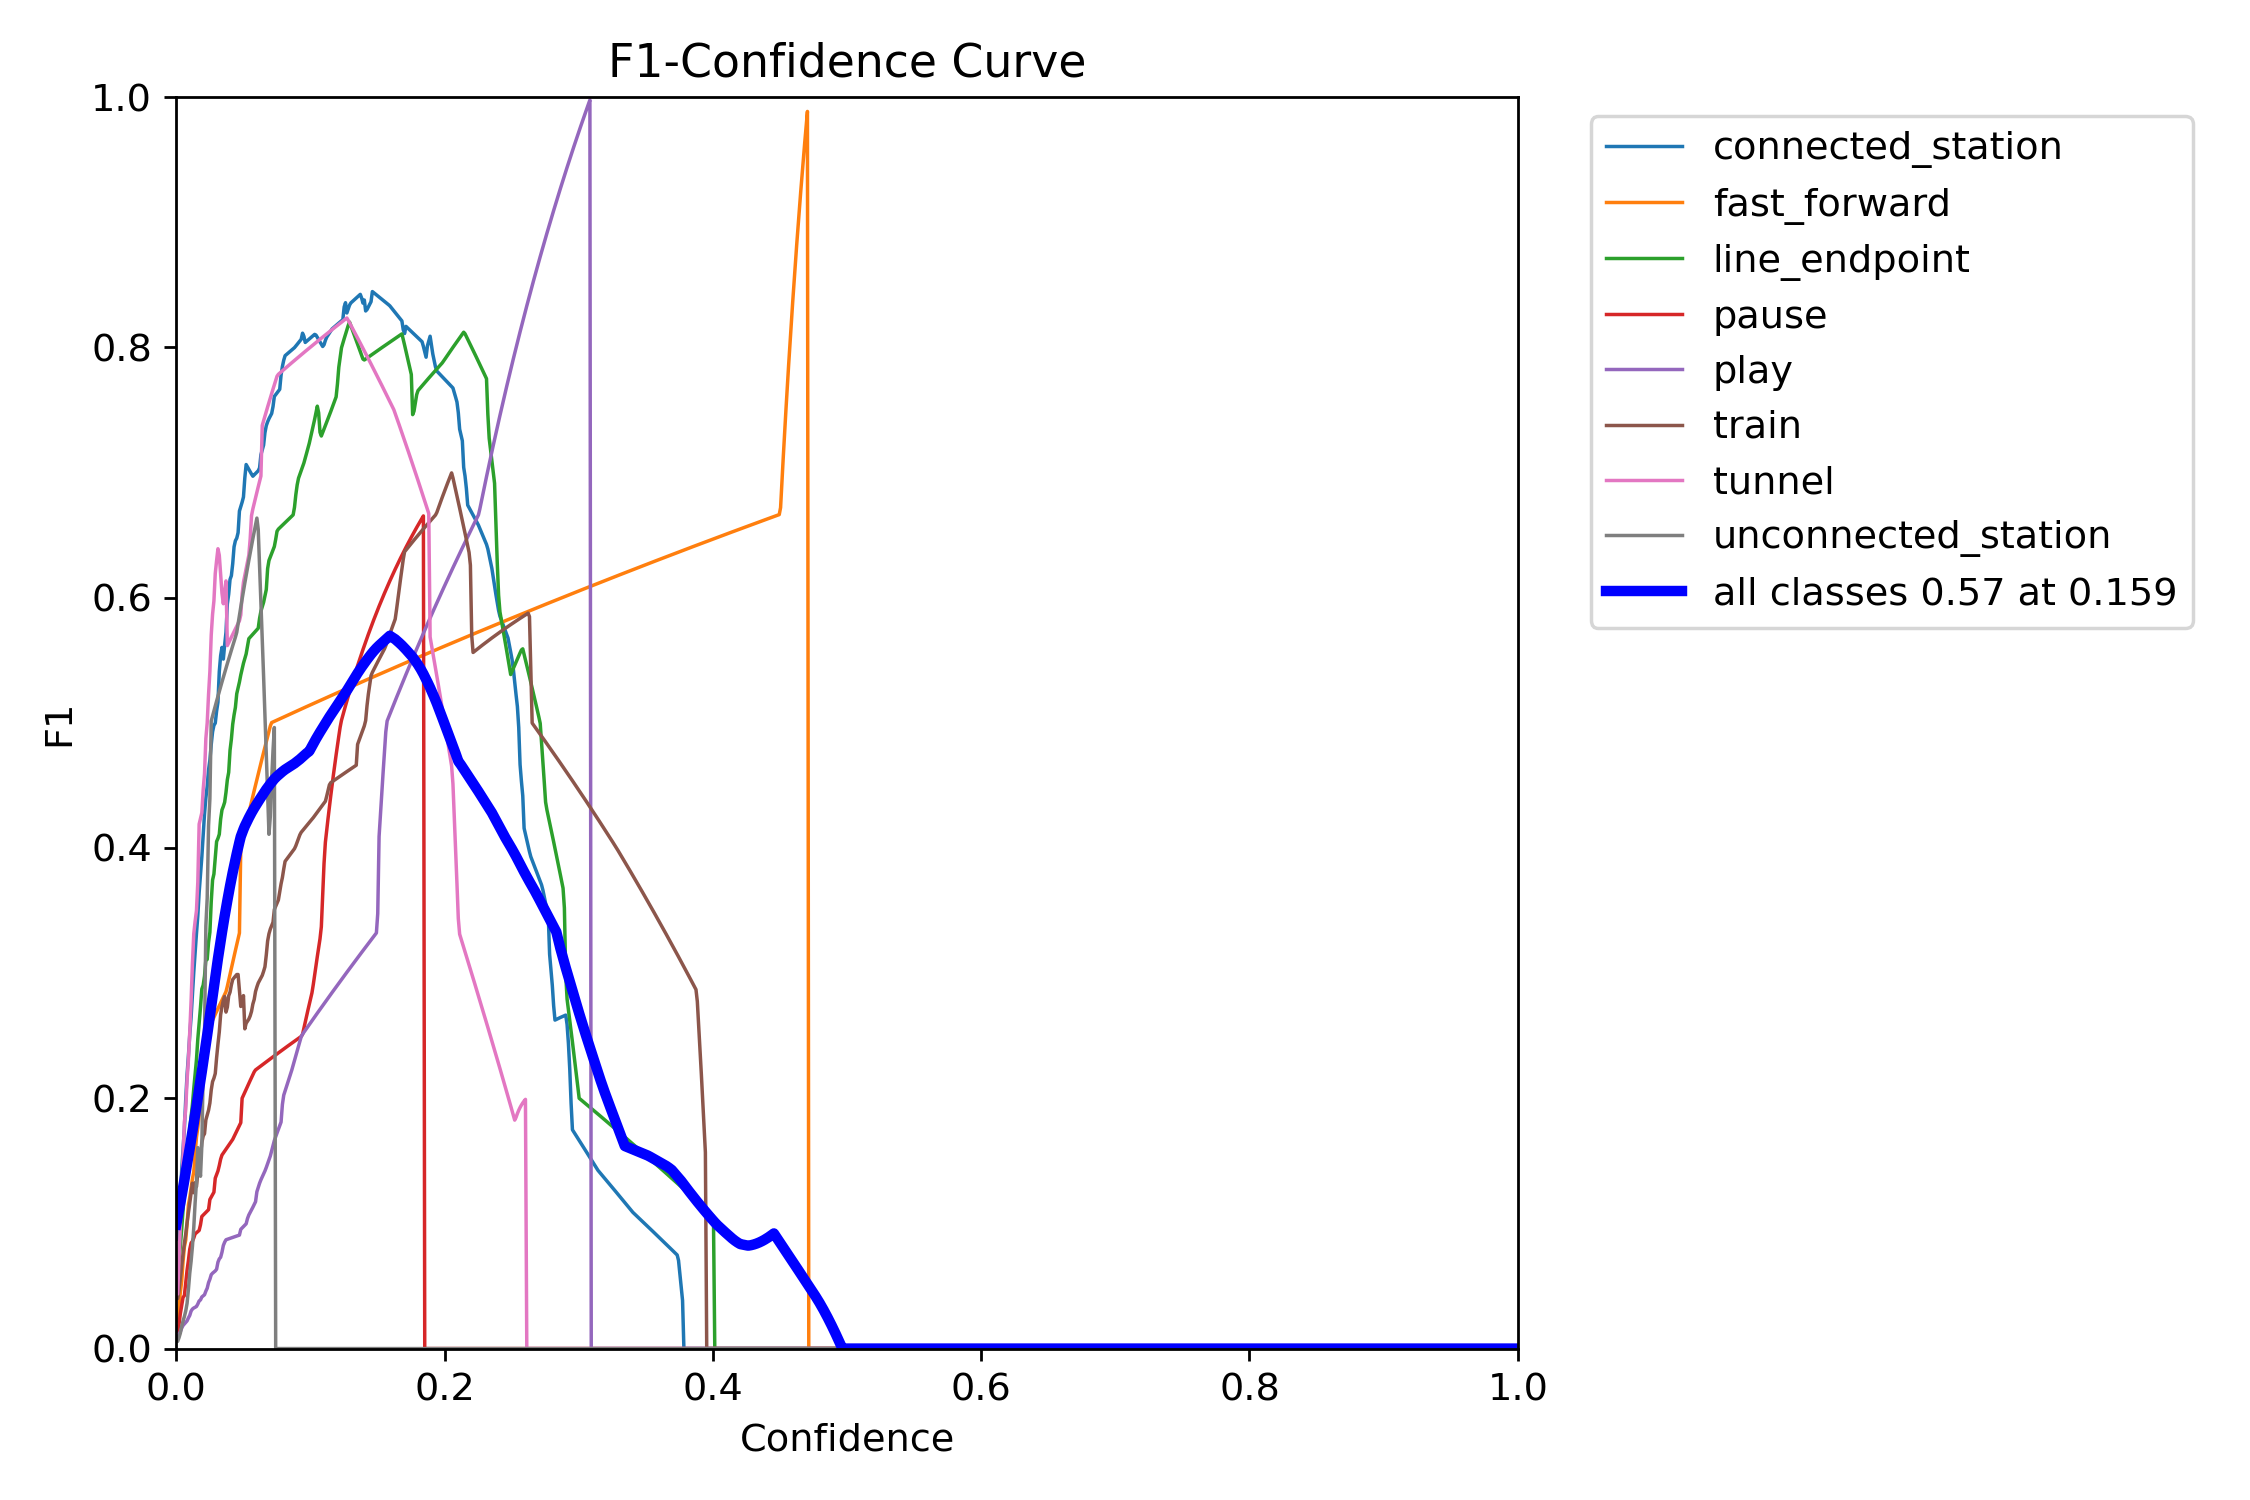 F1-Confidence Curve
1.0
0.8
0.6
0.4
0.2
0.0
F1
0.0 0.2 0.4 0.6 0.8 1.0
Confidence
connected_station
fast_forward
line_endpoint
pause
play
train
tunnel
unconnected_station
all classes 0.57 at 0.159